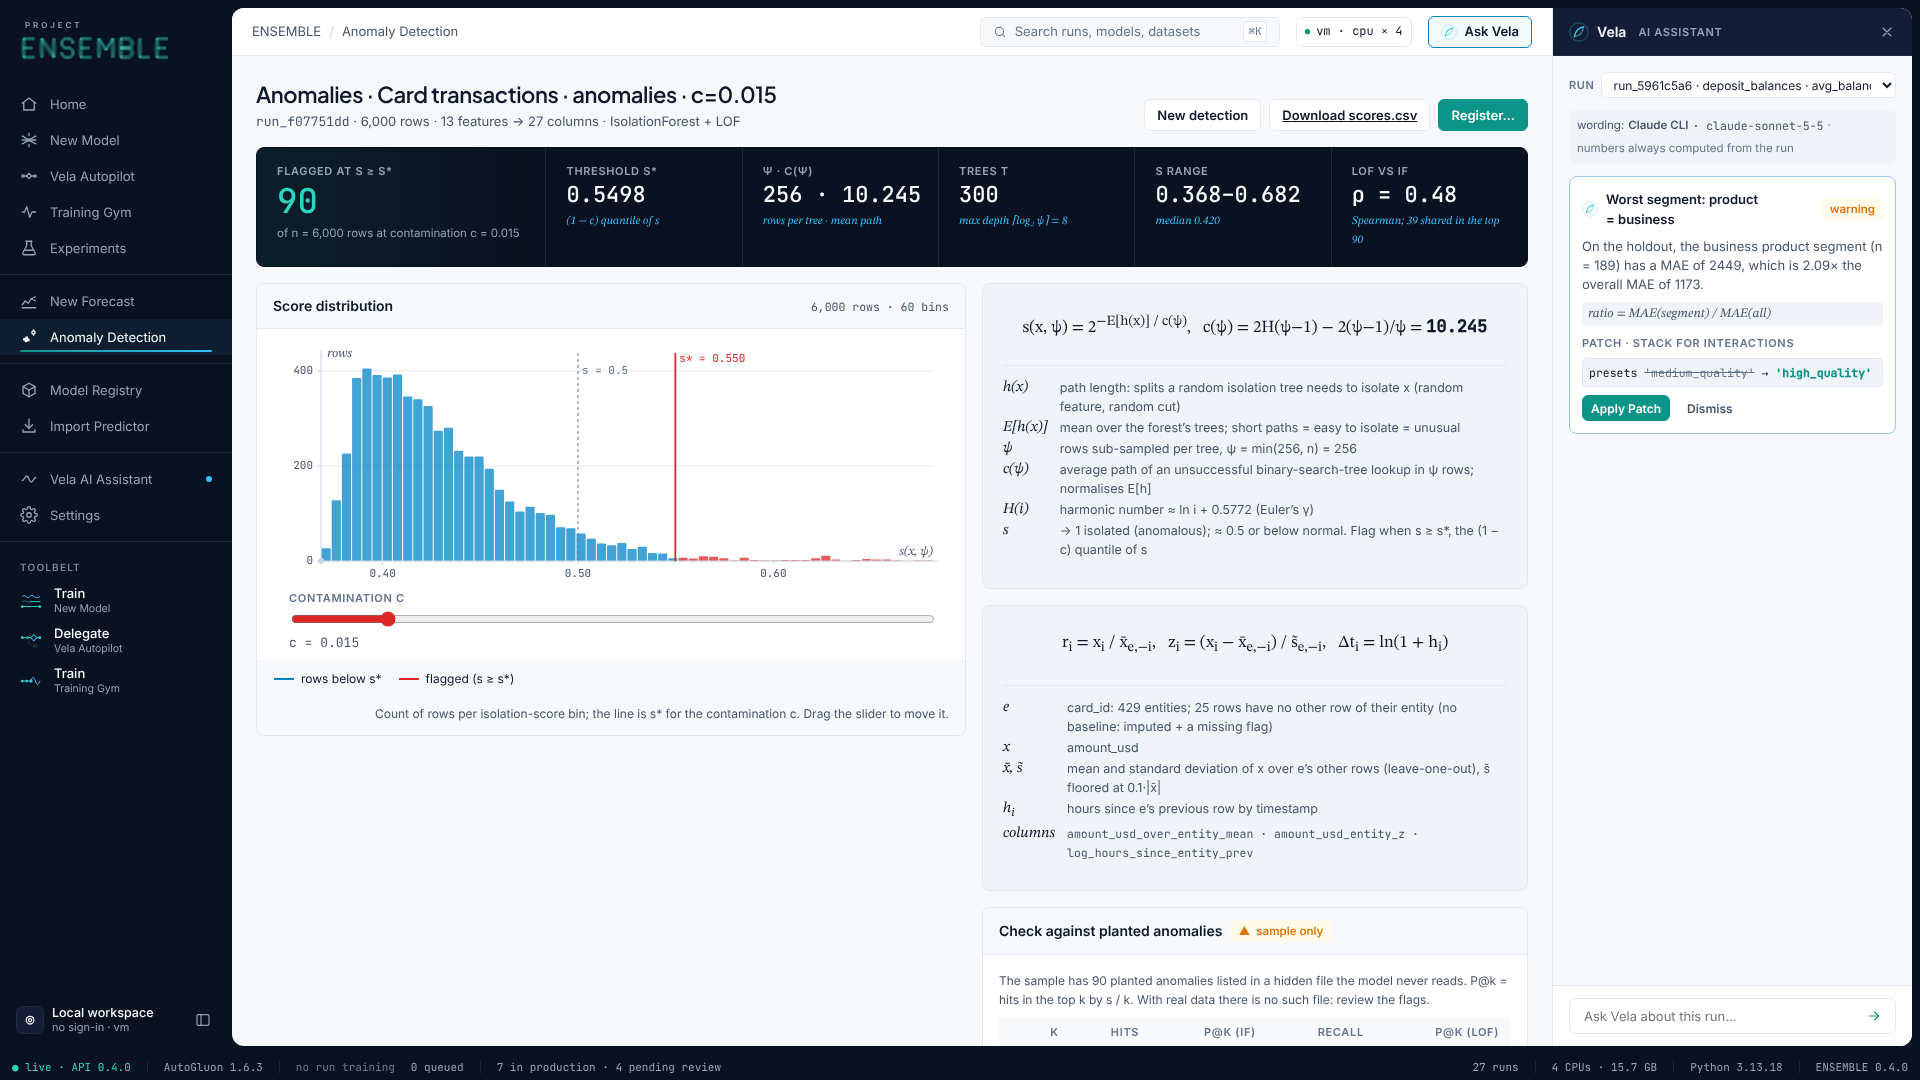 PROJECT
ENSEMBLE
Home
New Model
Vela Autopilot
Training Gym
Experiments
New Forecast
Anomaly Detection
Model Registry
Import Predictor
Vela AI Assistant
Settings
TOOLBELT
Train
New Model
Delegate
Vela Autopilot
Train
Training Gym
Local workspace
no sign-in · vm
ENSEMBLE / Anomaly Detection
Search runs, models, datasets ⌘K
vm · cpu × 4
Ask Vela
Anomalies · Card transactions · anomalies · c=0.015
run_f07751dd · 6,000 rows · 13 features → 27 columns · IsolationForest + LOF
New detection
Download scores.csv
Register...
FLAGGED AT S ≥ S*
90
of n = 6,000 rows at contamination c = 0.015
THRESHOLD S*
0.5498
(1 − c) quantile of s
Ψ · C(Ψ)
256 · 10.245
rows per tree · mean path
TREES T
300
max depth ⌈log₂ ψ⌉ = 8
S RANGE
0.368–0.682
median 0.420
LOF VS IF
ρ = 0.48
Spearman; 39 shared in the top
90
Score distribution
6,000 rows · 60 bins
rows
400
200
0
s = 0.5
s* = 0.550
s(x, ψ)
0.40
0.50
0.60
CONTAMINATION C
c = 0.015
rows below s*
flagged (s ≥ s*)
Count of rows per isolation-score bin; the line is s* for the contamination c. Drag the slider to move it.
s(x, ψ) = 2^−E[h(x)] / c(ψ), c(ψ) = 2H(ψ−1) − 2(ψ−1)/ψ = 10.245
h(x) path length: splits a random isolation tree needs to isolate x (random
feature, random cut)
E[h(x)] mean over the forest's trees; short paths = easy to isolate = unusual
ψ rows sub-sampled per tree, ψ = min(256, n) = 256
c(ψ) average path of an unsuccessful binary-search-tree lookup in ψ rows;
normalises E[h]
H(i) harmonic number ≈ ln i + 0.5772 (Euler's γ)
s → 1 isolated (anomalous); ≈ 0.5 or below normal. Flag when s ≥ s*, the (1 −
c) quantile of s
r_i = x_i / x̄_e,−i, z_i = (x_i − x̄_e,−i) / s̃_e,−i, Δt_i = ln(1 + h_i)
e card_id: 429 entities; 25 rows have no other row of their entity (no
baseline: imputed + a missing flag)
x amount_usd
x̄, s̃ mean and standard deviation of x over e's other rows (leave-one-out), s̃
floored at 0.1·|x̄|
h_i hours since e's previous row by timestamp
columns amount_usd_over_entity_mean · amount_usd_entity_z ·
log_hours_since_entity_prev
Check against planted anomalies
sample only
The sample has 90 planted anomalies listed in a hidden file the model never reads. P@k =
hits in the top k by s / k. With real data there is no such file: review the flags.
K HITS P@K (IF) RECALL P@K (LOF)
Vela AI ASSISTANT
RUN run_5961c5a6 · deposit_balances · avg_balanc
wording: Claude CLI · claude-sonnet-5-5 ·
numbers always computed from the run
Worst segment: product
= business
warning
On the holdout, the business product segment (n
= 189) has a MAE of 2449, which is 2.09× the
overall MAE of 1173.
ratio = MAE(segment) / MAE(all)
PATCH · STACK FOR INTERACTIONS
presets 'medium_quality' → 'high_quality'
Apply Patch
Dismiss
Ask Vela about this run...
live · API 0.4.0
AutoGluon 1.6.3
no run training 0 queued
7 in production · 4 pending review
27 runs
4 CPUs · 15.7 GB
Python 3.13.18
ENSEMBLE 0.4.0